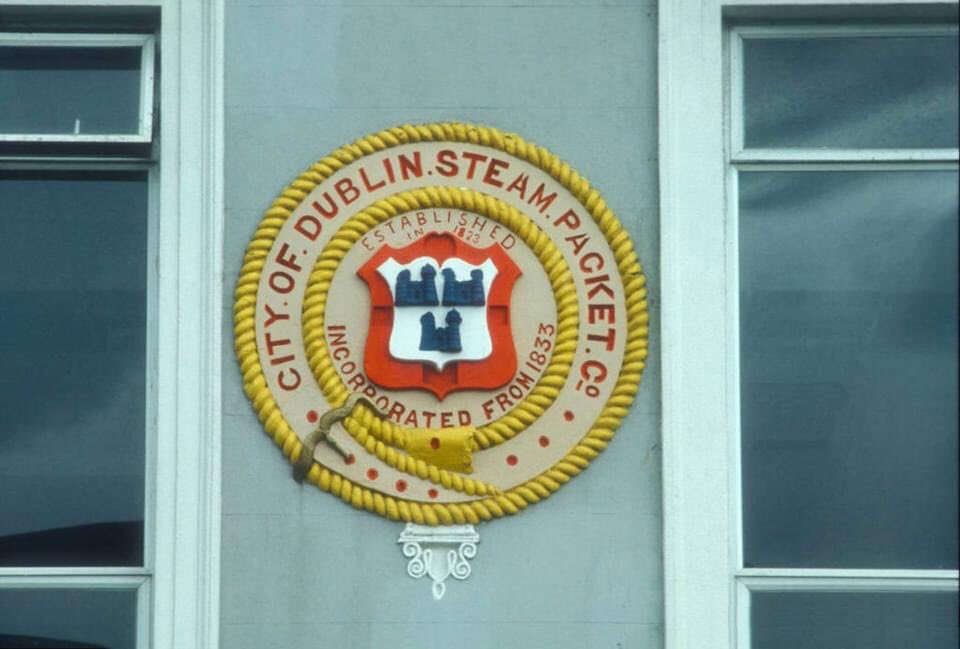 CITY.OF.DUBLIN.STEAM.PACKET.Co
ESTABLISHED
IN 1823
INCORPORATED FROM 1833